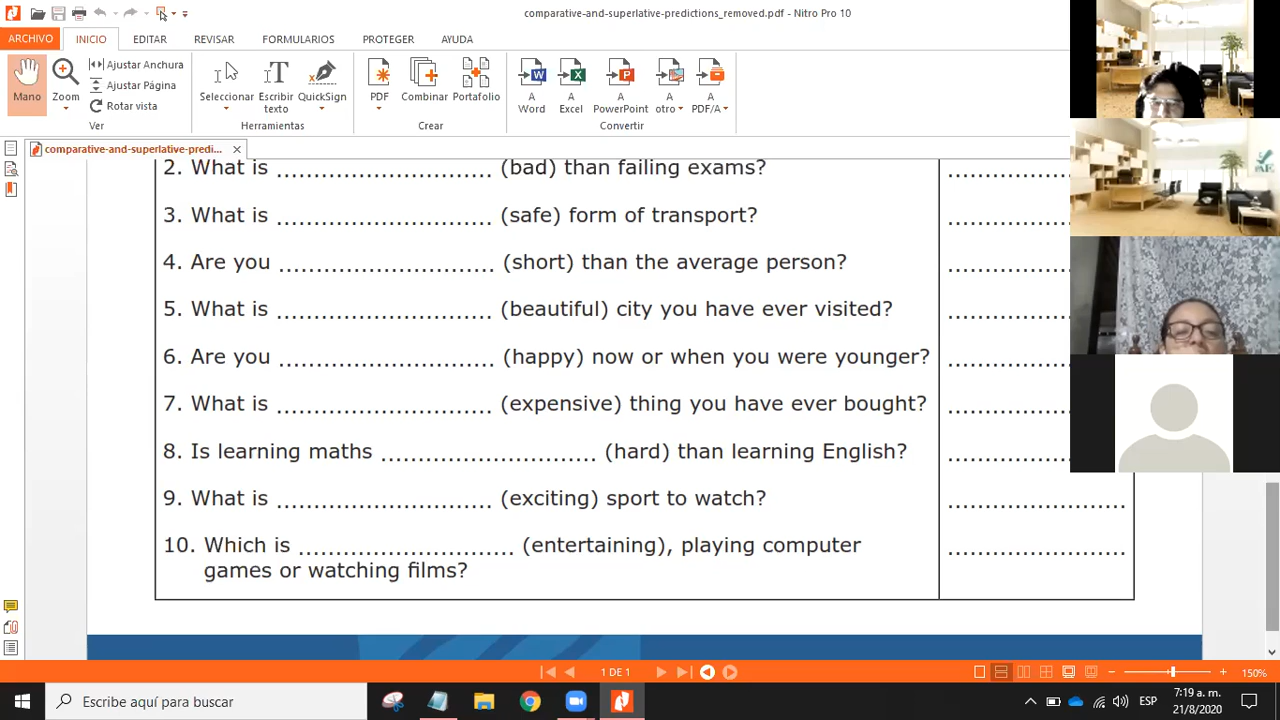 comparative-and-superlative-predictions_removed.pdf - Nitro Pro 10
ARCHIVO INICIO EDITAR REVISAR FORMULARIOS PROTEGER AYUDA
Mano
Zoom
Ajustar Anchura
Ajustar Página
Rotar vista
Ver
Seleccionar
Escribir texto
QuickSign
Herramientas
PDF
Combinar
Portafolio
Crear
A Word
A Excel
A PowerPoint
A otro
A PDF/A
Convertir
comparative-and-superlative-predi...
2. What is .............................. (bad) than failing exams?
3. What is .............................. (safe) form of transport?
4. Are you .............................. (short) than the average person?
5. What is .............................. (beautiful) city you have ever visited?
6. Are you .............................. (happy) now or when you were younger?
7. What is .............................. (expensive) thing you have ever bought?
8. Is learning maths .............................. (hard) than learning English?
9. What is .............................. (exciting) sport to watch?
10. Which is .............................. (entertaining), playing computer
games or watching films?
1 DE 1
150%
Escribe aquí para buscar
ESP
7:19 a. m.
21/8/2020